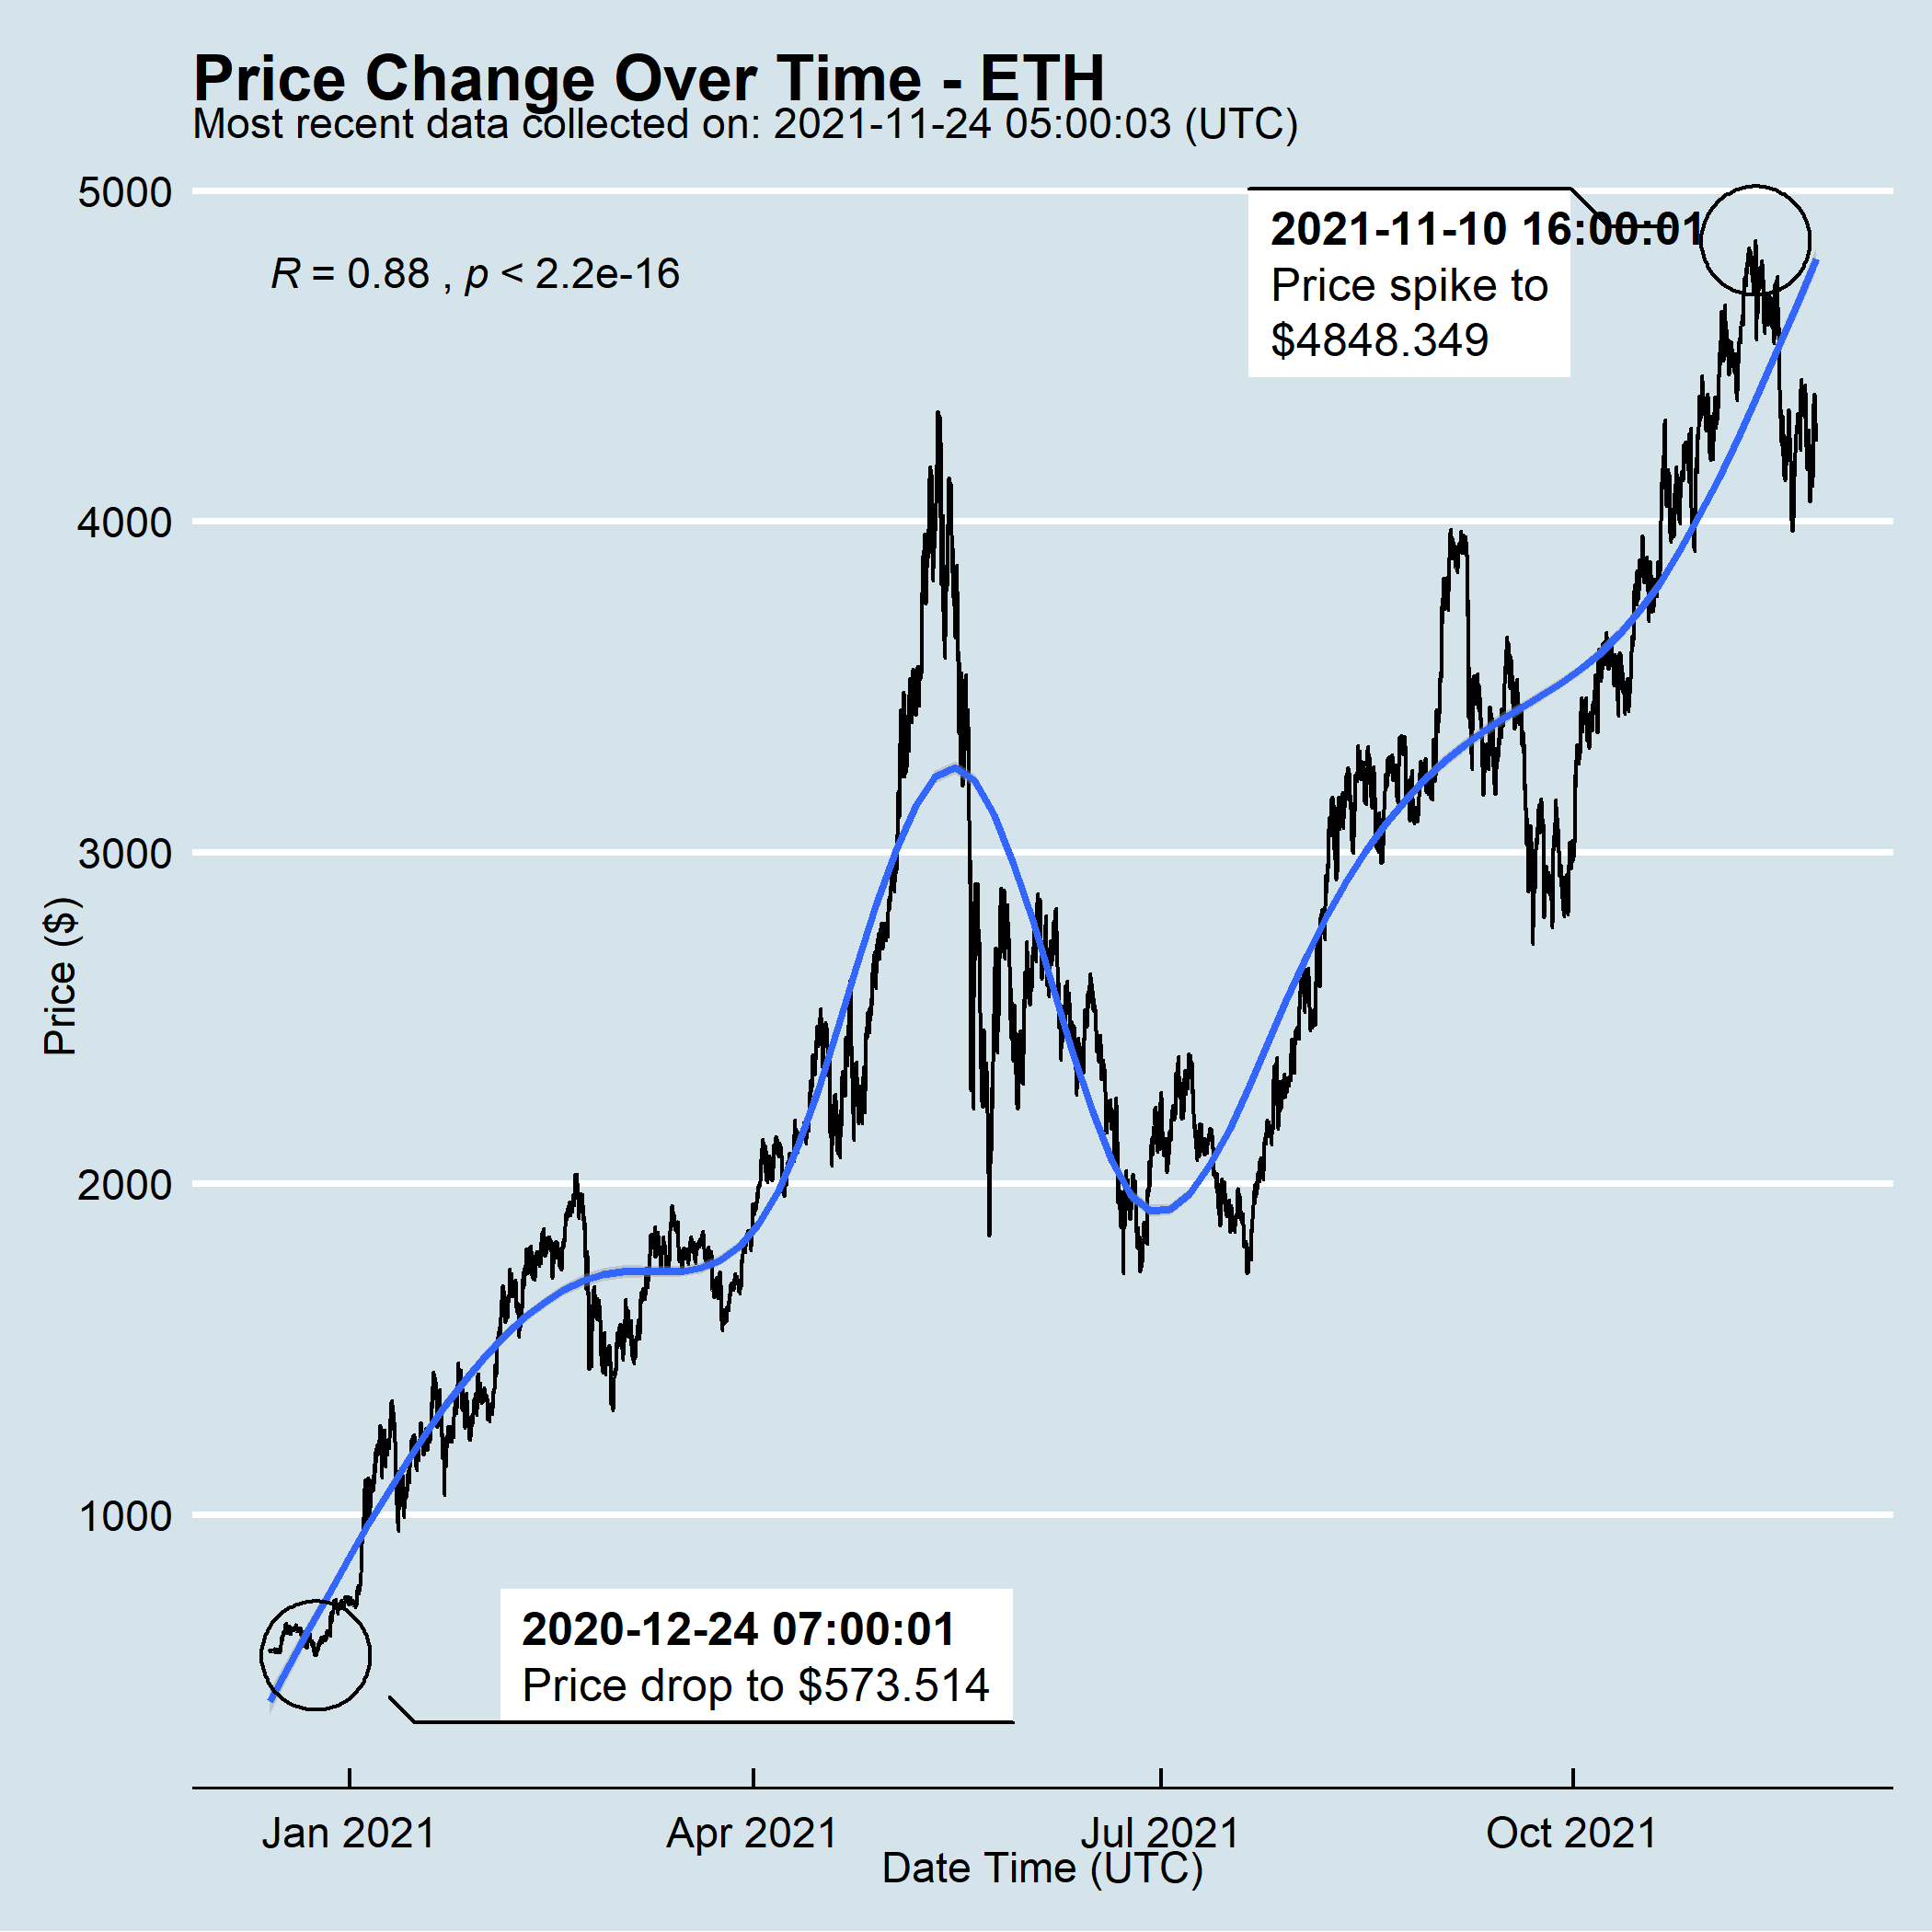 Price Change Over Time - ETH
Most recent data collected on: 2021-11-24 05:00:03 (UTC)
5000
2021-11-10 16:00:01
R = 0.88 , p < 2.2e-16
Price spike to
$4848.349
4000
3000
Price ($)
2000
1000
2020-12-24 07:00:01
Price drop to $573.514
Jan 2021
Apr 2021
Jul 2021
Oct 2021
Date Time (UTC)